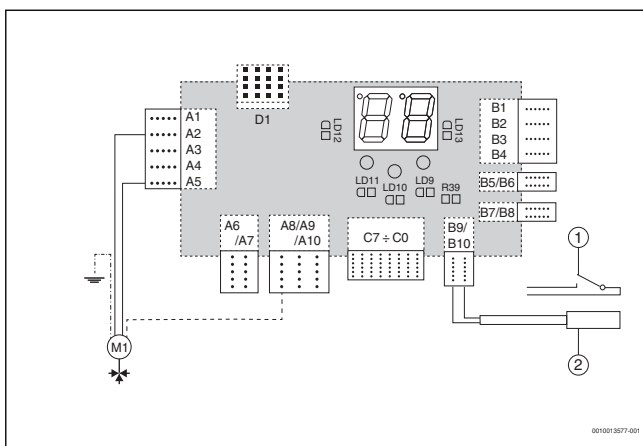 D1
LD12
LD13
A1
A2
A3
A4
A5
B1
B2
B3
B4
LD11
LD10
LD9
R39
B5/B6
B7/B8
A6
/A7
A8/A9
/A10
C7 ÷ C0
B9/
B10
1
2
M1
0010013577-001